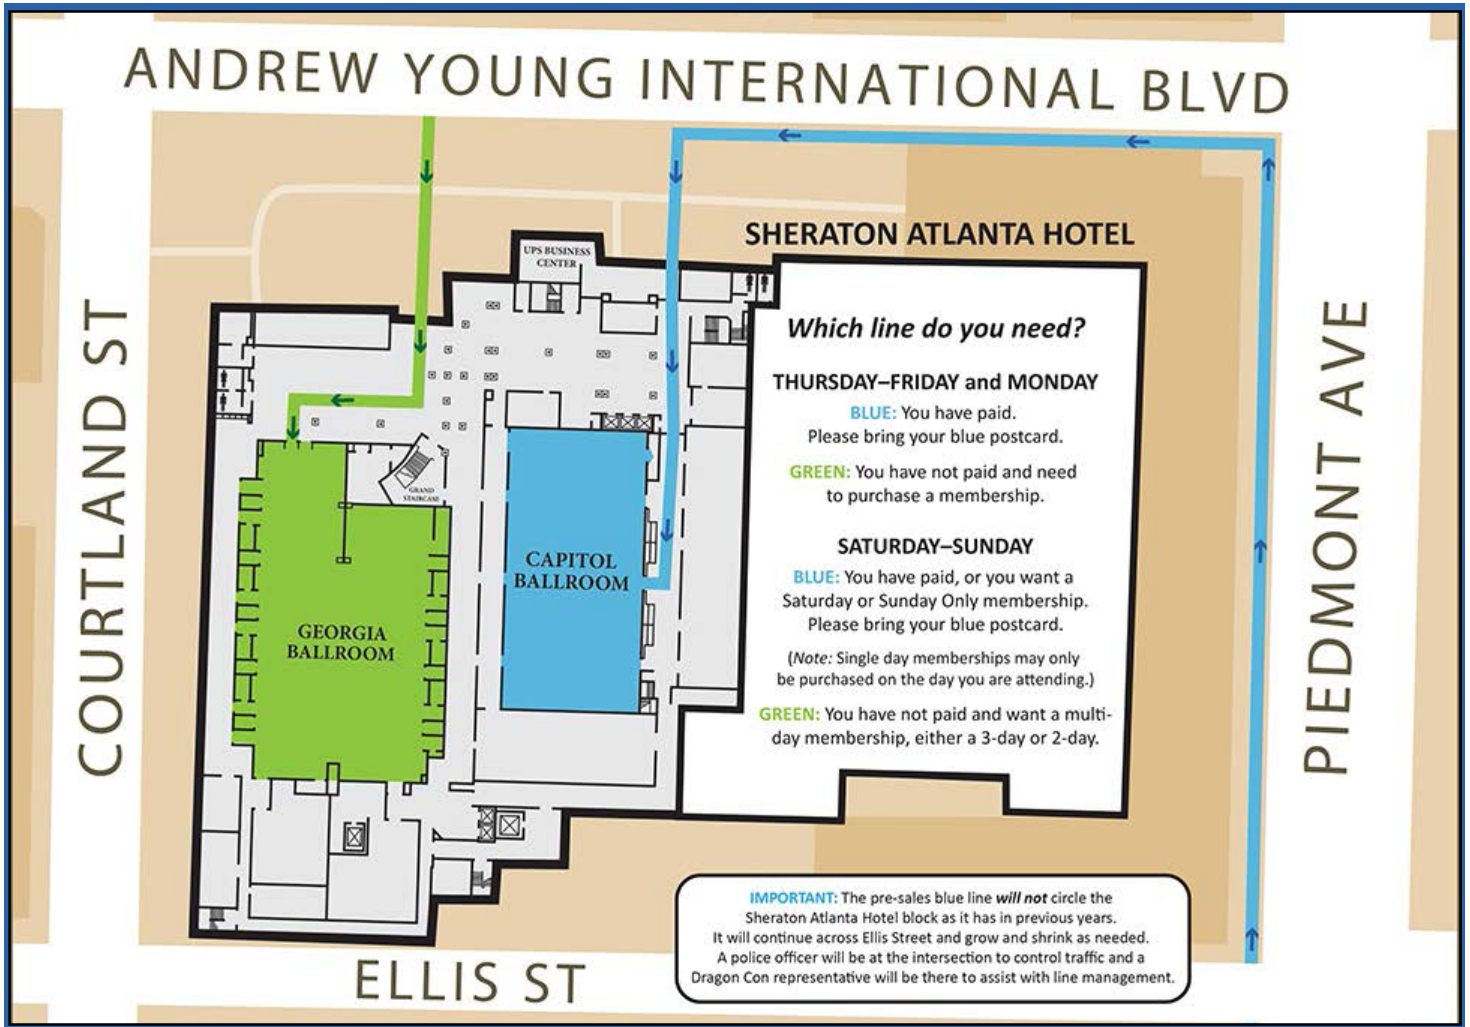 ANDREW YOUNG INTERNATIONAL BLVD
COURTLAND ST
PIEDMONT AVE
ELLIS ST
SHERATON ATLANTA HOTEL
UPS BUSINESS
CENTER
GRAND
STAIRCASE
GEORGIA
BALLROOM
CAPITOL
BALLROOM
Which line do you need?
THURSDAY–FRIDAY and MONDAY
BLUE: You have paid.
Please bring your blue postcard.
GREEN: You have not paid and need
to purchase a membership.
SATURDAY–SUNDAY
BLUE: You have paid, or you want a
Saturday or Sunday Only membership.
Please bring your blue postcard.
(Note: Single day memberships may only
be purchased on the day you are attending.)
GREEN: You have not paid and want a multi-
day membership, either a 3-day or 2-day.
IMPORTANT: The pre-sales blue line will not circle the
Sheraton Atlanta Hotel block as it has in previous years.
It will continue across Ellis Street and grow and shrink as needed.
A police officer will be at the intersection to control traffic and a
Dragon Con representative will be there to assist with line management.